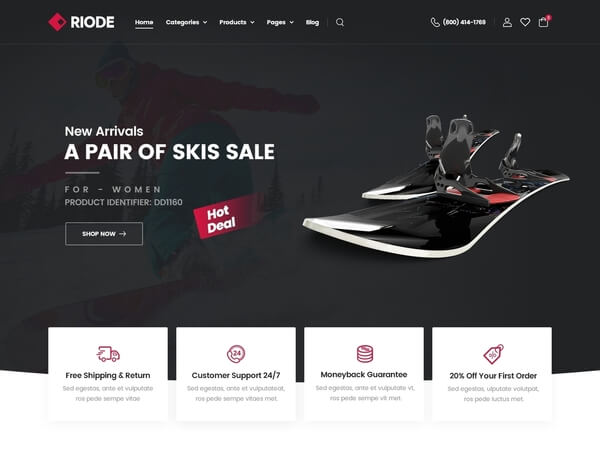 RIODE
Home Categories Products Pages Blog
(800) 414-1769
0
New Arrivals
A PAIR OF SKIS SALE
FOR - WOMEN
PRODUCT IDENTIFIER: DD1160
Hot
Deal
SHOP NOW
Free Shipping & Return
Sed egestas, ante et vulputate
ros pede sempe vitae
24
Customer Support 24/7
Sed egestas, ante et vulputateat,
ros pede sempe vitaes met.
Moneyback Guarantee
Sed egestas, ante et vulputate vt,
ros pede sempe vit met.
20% Off Your First Order
Sed egestas, ulputate volutpat,
ros pede luctus met.